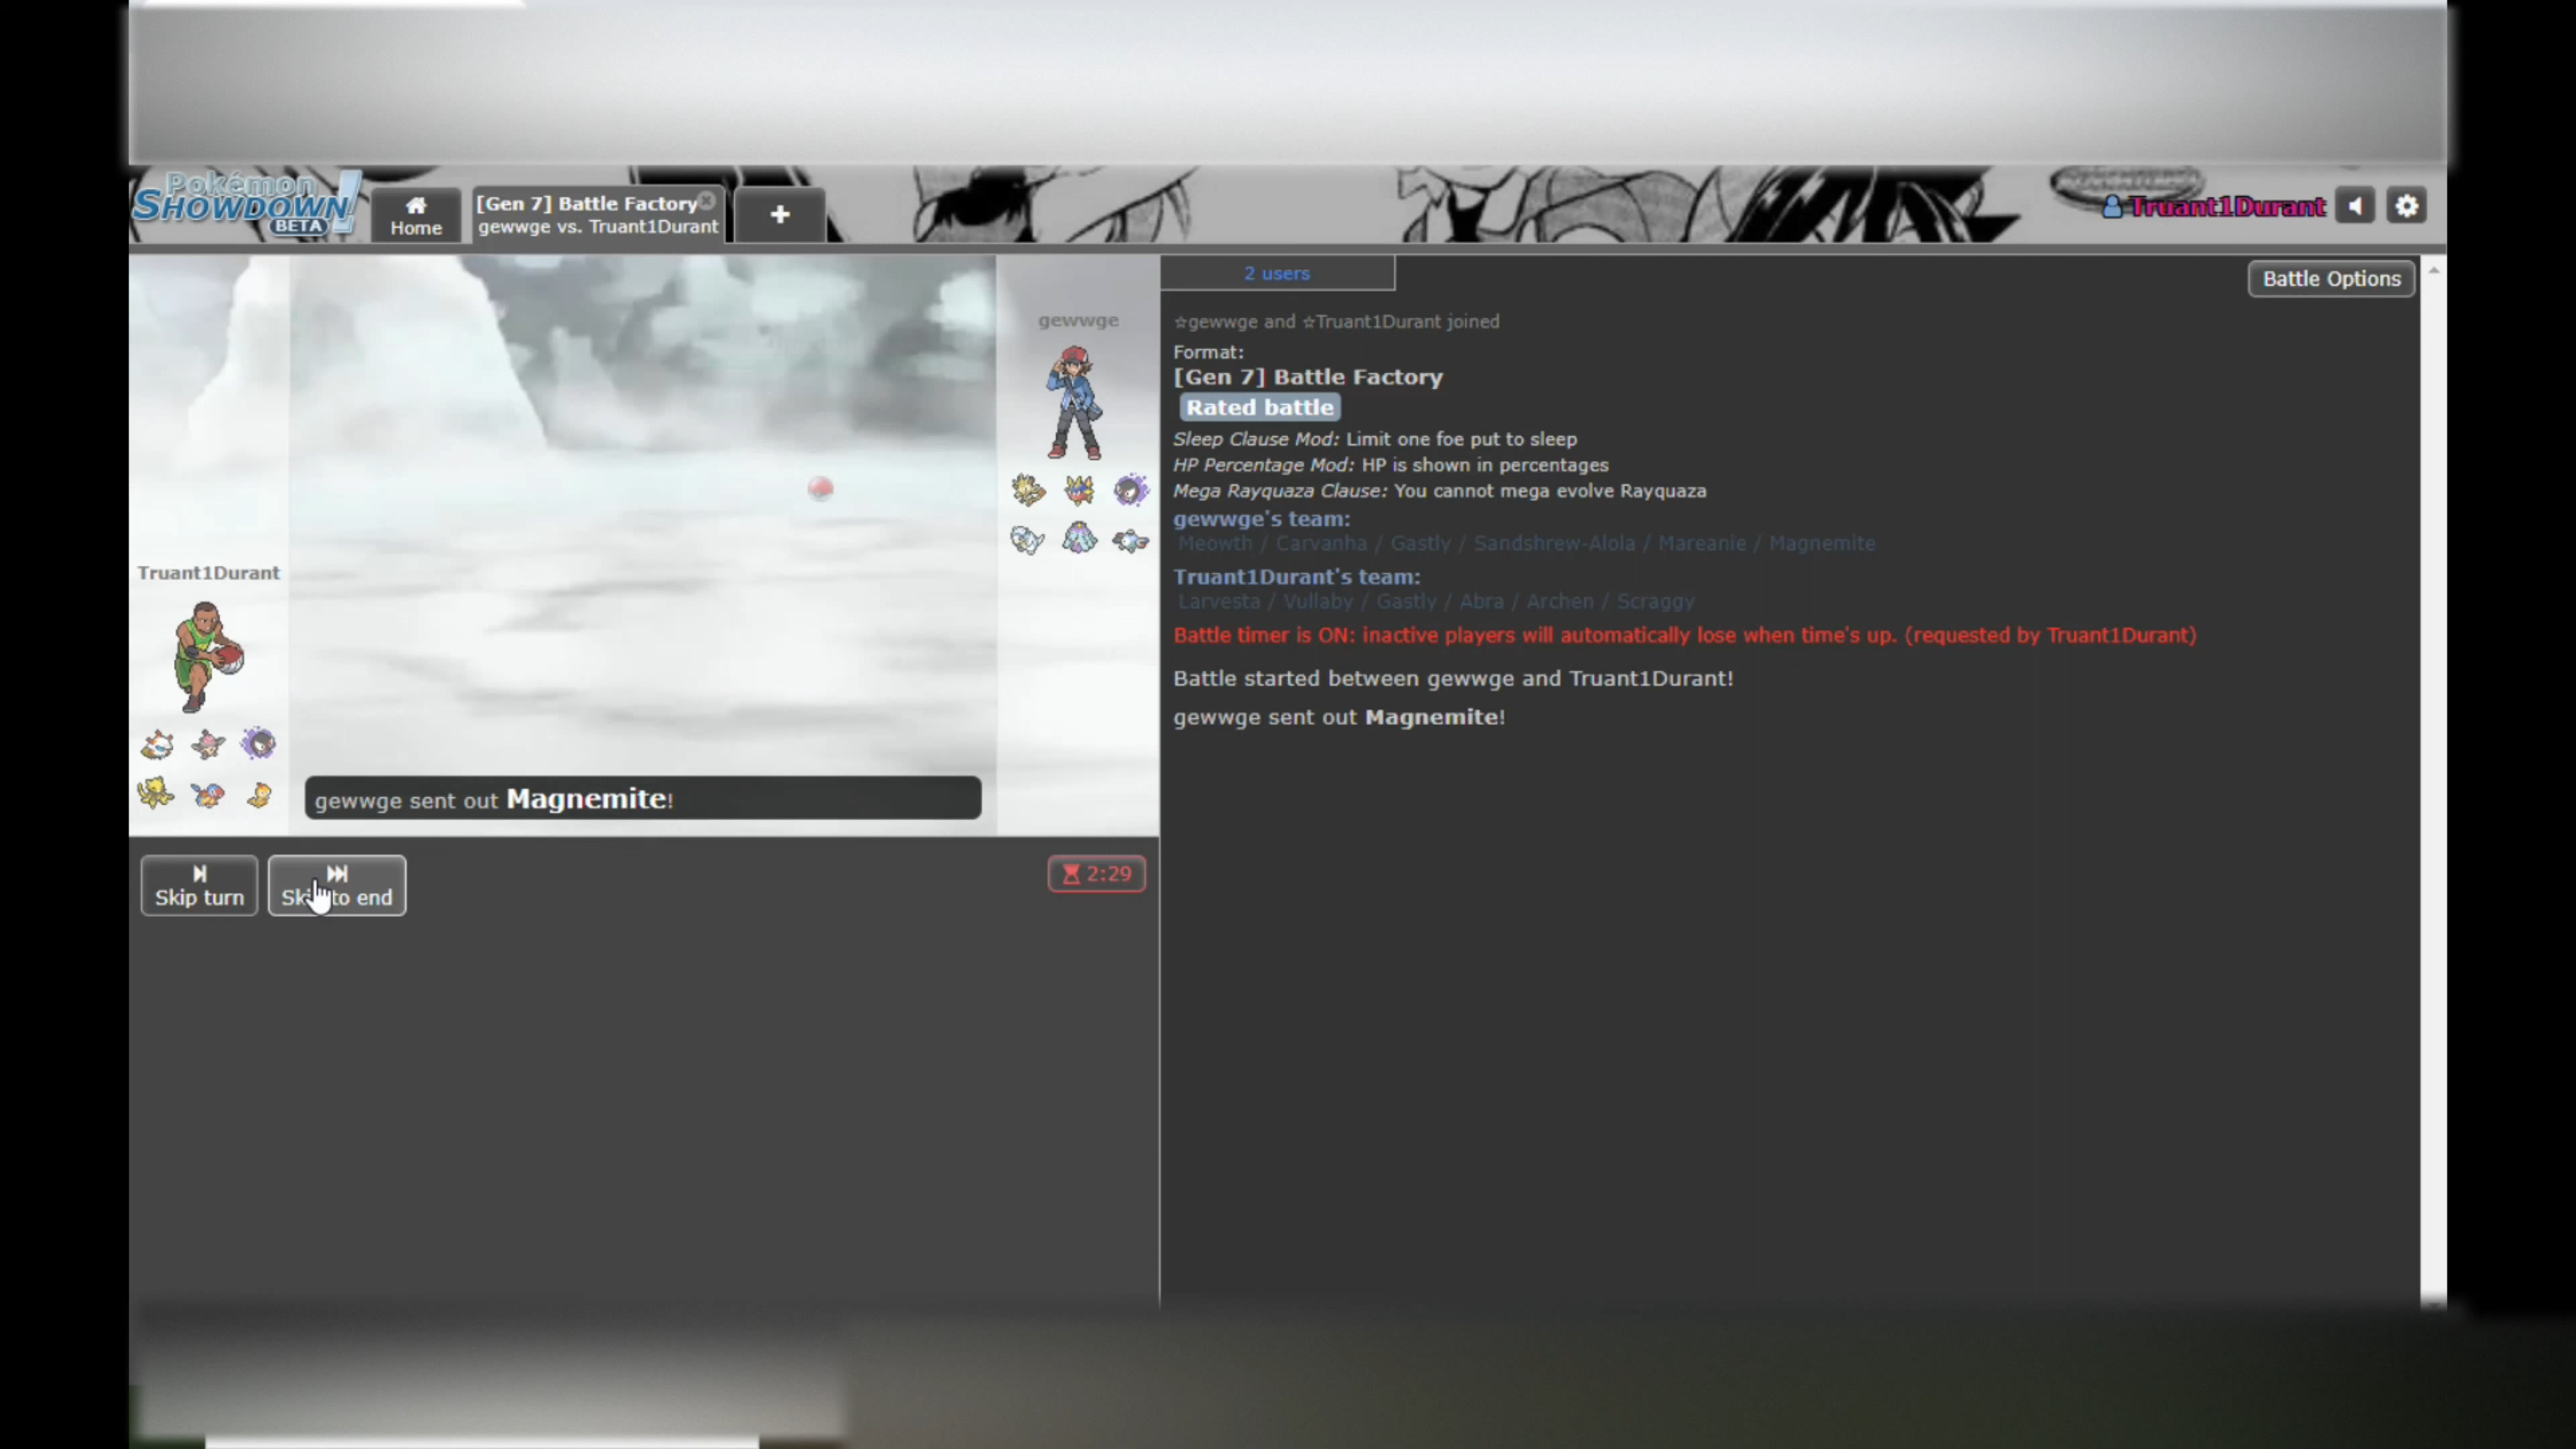 Pokémon
SHOWDOWN!
BETA
Home
[Gen 7] Battle Factory
gewwge vs. Truant1Durant
Truant1Durant
gewwge
Truant1Durant
gewwge sent out Magnemite!
Skip turn
Skip to end
2:29
2 users
Battle Options
☆gewwge and ☆Truant1Durant joined
Format:
[Gen 7] Battle Factory
Rated battle
Sleep Clause Mod: Limit one foe put to sleep
HP Percentage Mod: HP is shown in percentages
Mega Rayquaza Clause: You cannot mega evolve Rayquaza
gewwge's team:
Meowth / Carvanha / Gastly / Sandshrew-Alola / Mareanie / Magnemite
Truant1Durant's team:
Larvesta / Vullaby / Gastly / Abra / Archen / Scraggy
Battle timer is ON: inactive players will automatically lose when time's up. (requested by Truant1Durant)
Battle started between gewwge and Truant1Durant!
gewwge sent out Magnemite!